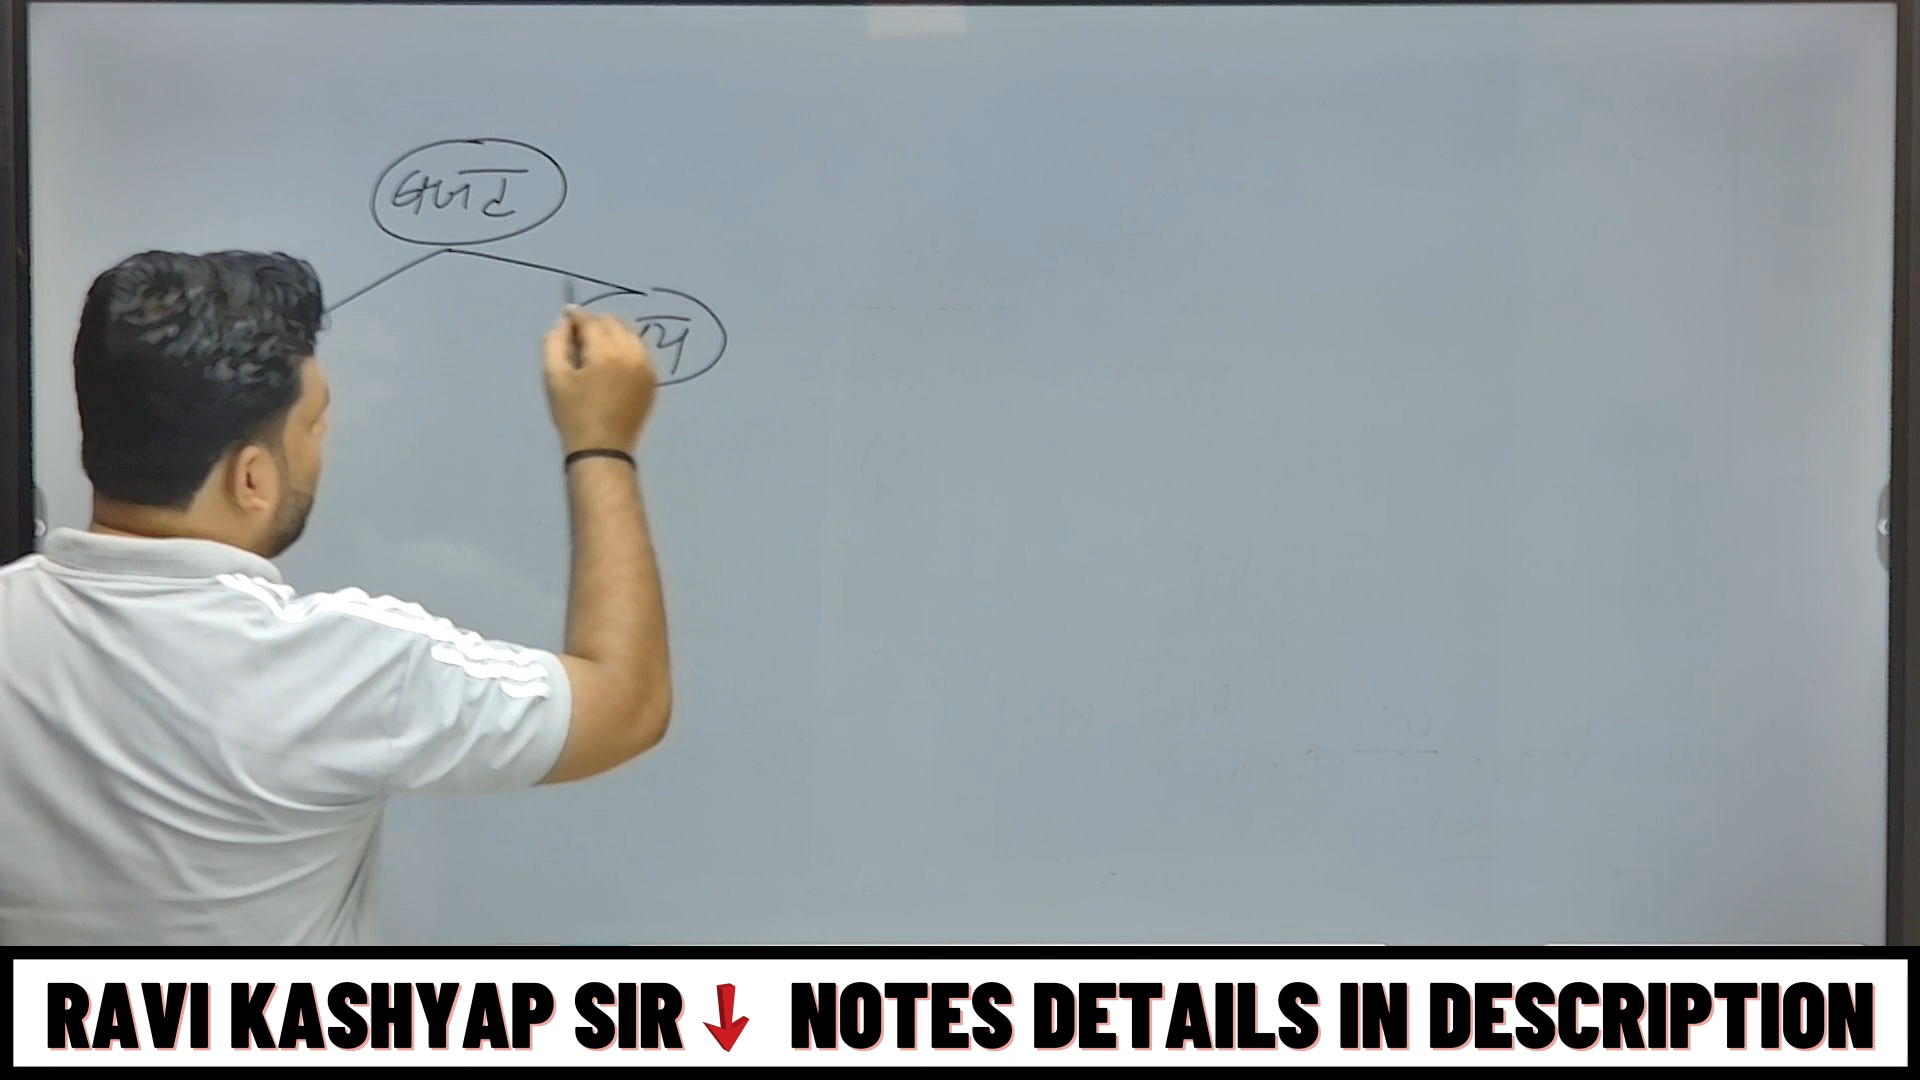 बजट
RAVI KASHYAP SIR NOTES DETAILS IN DESCRIPTION